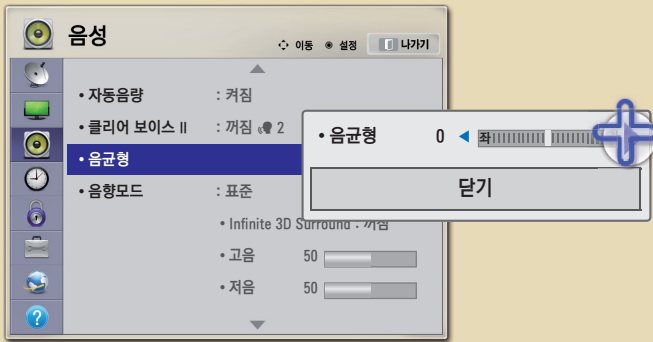 음성
이동 설정 나가기
• 자동음량 : 켜짐
• 클리어 보이스 II : 꺼짐 2
• 음균형
• 음향모드 : 표준
• Infinite 3D Surround : 꺼짐
• 고음 50
• 저음 50
?
• 음균형 0 좌
닫기